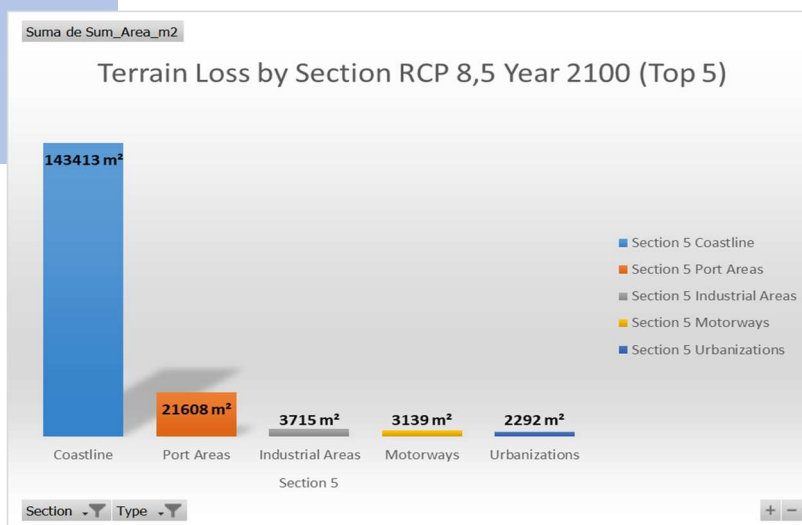 Suma de Sum_Area_m2
Terrain Loss by Section RCP 8,5 Year 2100 (Top 5)
143413 m²
21608 m²
3715 m²
3139 m²
2292 m²
Section 5 Coastline
Section 5 Port Areas
Section 5 Industrial Areas
Section 5 Motorways
Section 5 Urbanizations
Coastline Port Areas Industrial Areas Motorways Urbanizations
Section 5
Section Type + −